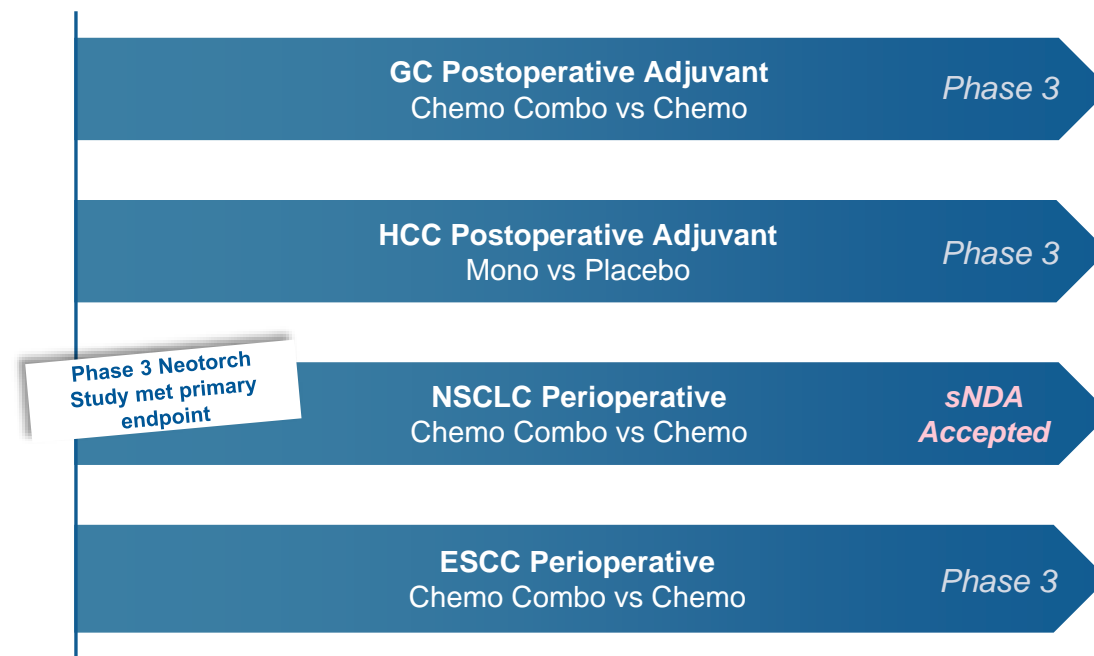 GC Postoperative Adjuvant
Chemo Combo vs Chemo
Phase 3
HCC Postoperative Adjuvant
Mono vs Placebo
Phase 3
Phase 3 Neotorch
Study met primary
endpoint
NSCLC Perioperative
Chemo Combo vs Chemo
sNDA
Accepted
ESCC Perioperative
Chemo Combo vs Chemo
Phase 3